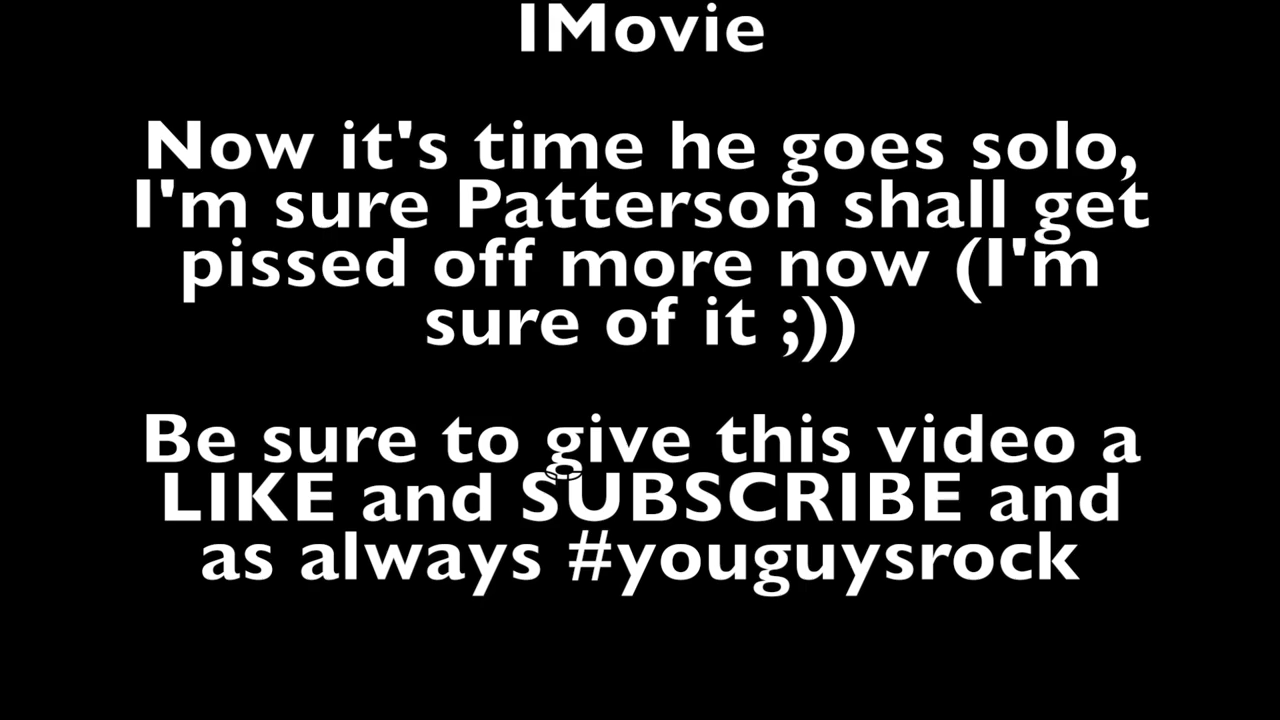 IMovie
Now it's time he goes solo,
I'm sure Patterson shall get
pissed off more now (I'm
sure of it ;))
Be sure to give this video a
LIKE and SUBSCRIBE and
as always #youguysrock